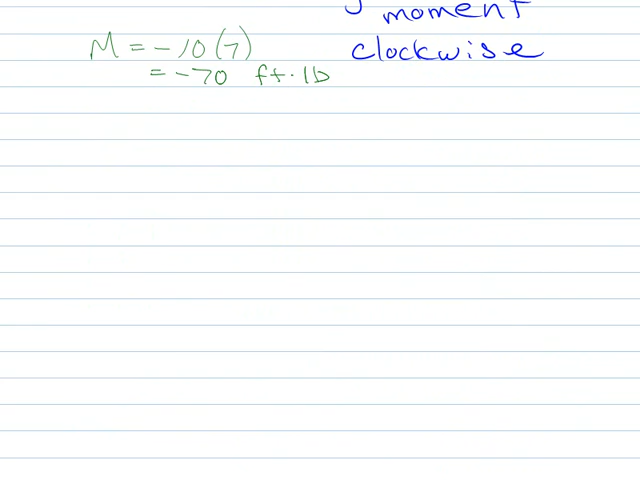 moment
M = -10 (7)
clockwise
= -70 ft·lb